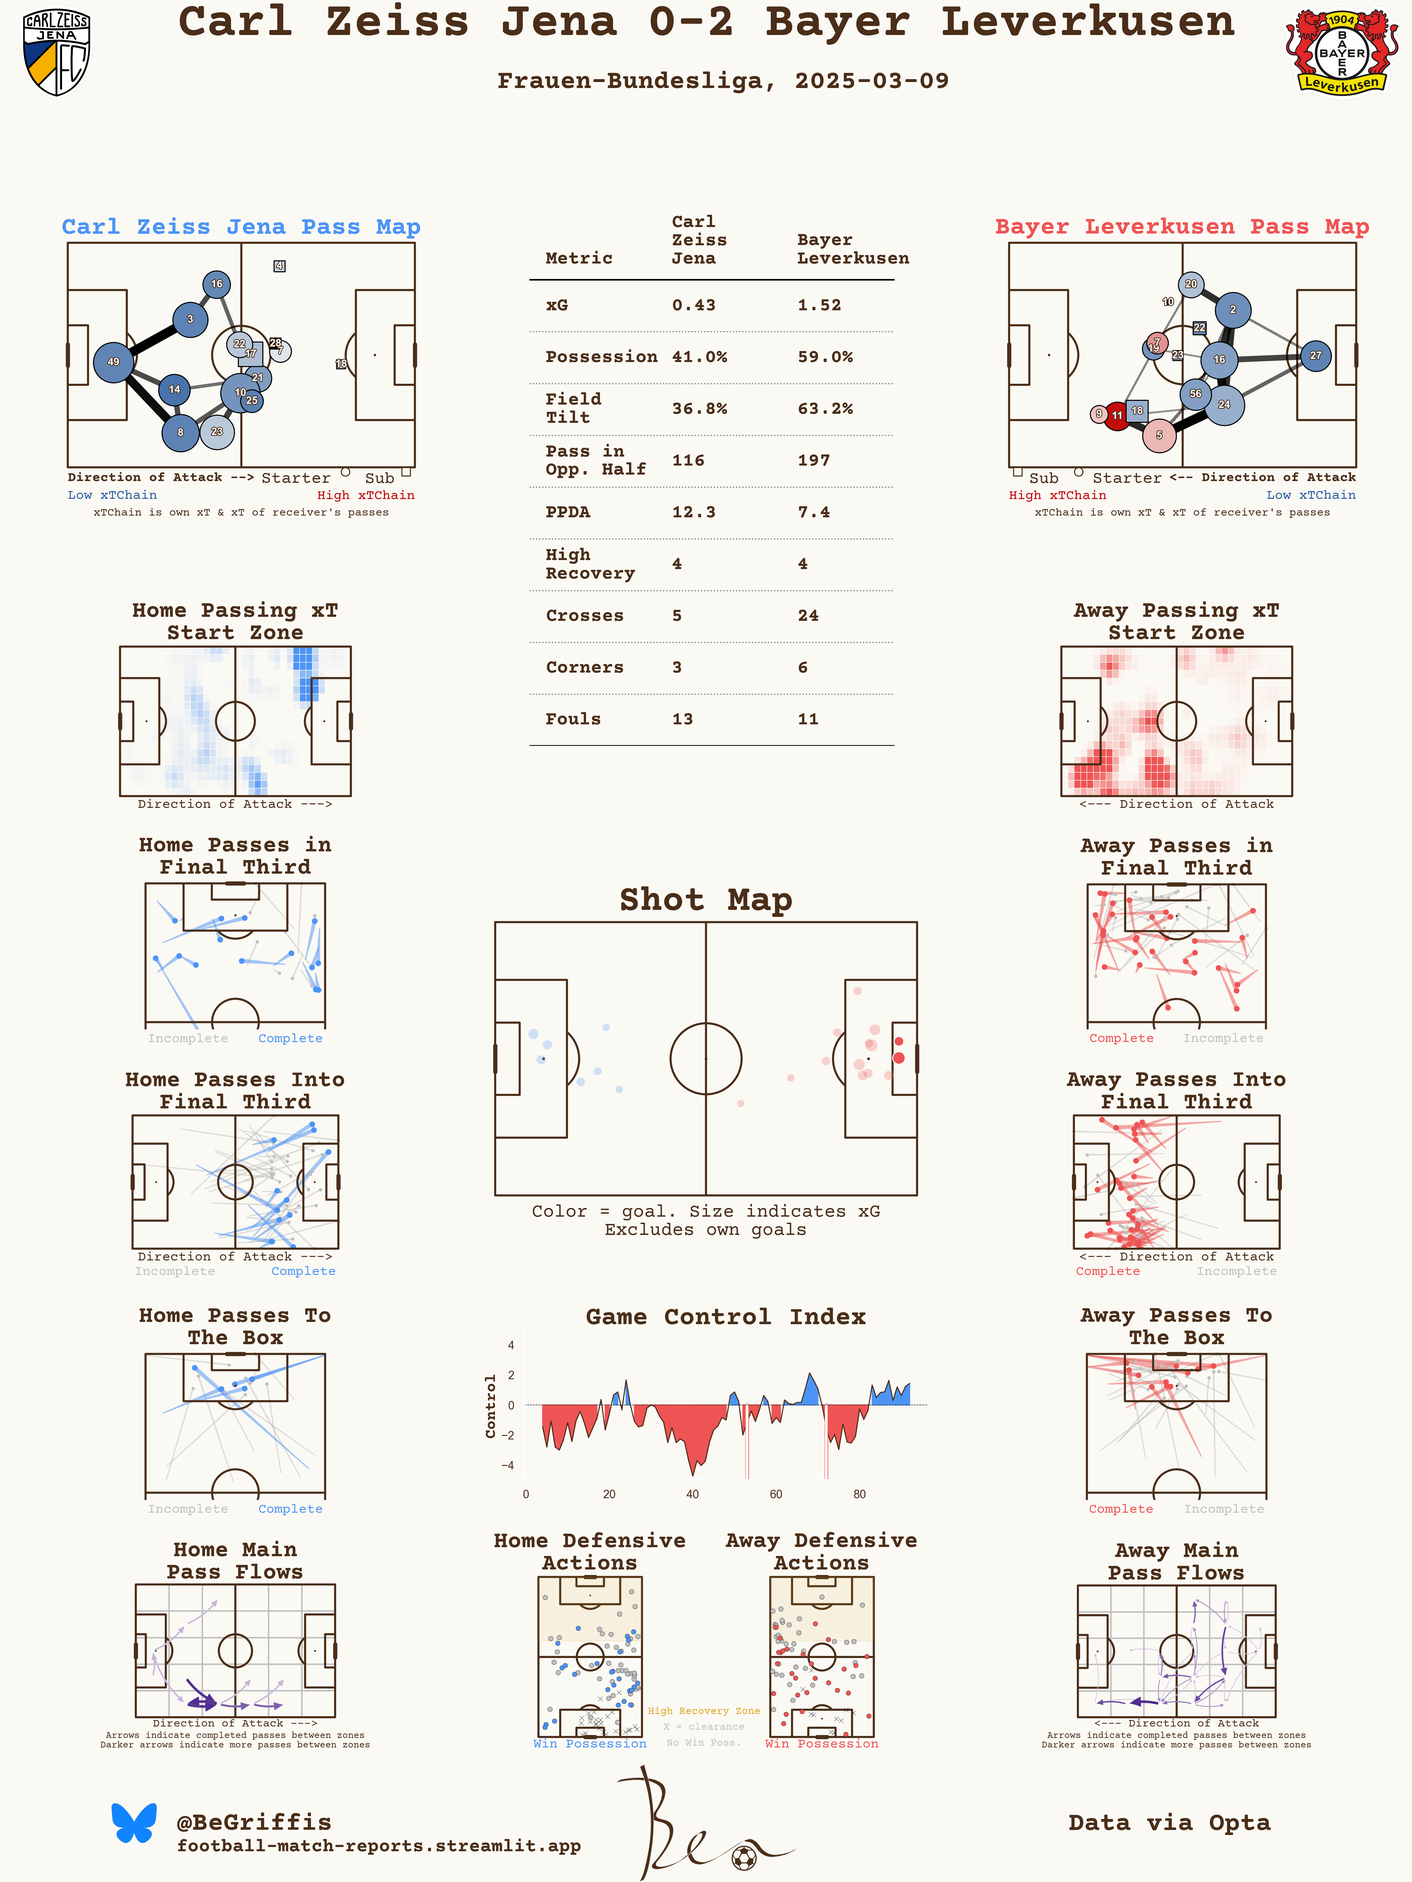 Carl Zeiss Jena 0-2 Bayer Leverkusen
Frauen-Bundesliga, 2025-03-09
CARL ZEISS
JENA
FC
1904
BAYER
BAYER
Leverkusen
Carl Zeiss Jena Pass Map
4
16
3
22
17
28
7
18
49
21
14
10
25
8
23
Direction of Attack --> Starter Sub
Low xTChain High xTChain
xTChain is own xT & xT of receiver's passes
Metric Carl Zeiss Jena Bayer Leverkusen
xG 0.43 1.52
Possession 41.0% 59.0%
Field Tilt 36.8% 63.2%
Pass in Opp. Half 116 197
PPDA 12.3 7.4
High Recovery 4 4
Crosses 5 24
Corners 3 6
Fouls 13 11
Bayer Leverkusen Pass Map
20
10
2
22
7
19
23
16
27
56
24
9
11
18
5
Sub Starter <-- Direction of Attack
High xTChain Low xTChain
xTChain is own xT & xT of receiver's passes
Home Passing xT
Start Zone
Direction of Attack --->
Away Passing xT
Start Zone
<--- Direction of Attack
Home Passes in
Final Third
Incomplete Complete
Away Passes in
Final Third
Complete Incomplete
Shot Map
Color = goal. Size indicates xG
Excludes own goals
Home Passes Into
Final Third
Direction of Attack --->
Incomplete Complete
Away Passes Into
Final Third
<--- Direction of Attack
Complete Incomplete
Home Passes To
The Box
Incomplete Complete
Game Control Index
Control
4
2
0
−2
−4
0 20 40 60 80
Away Passes To
The Box
Complete Incomplete
Home Main
Pass Flows
Direction of Attack --->
Arrows indicate completed passes between zones
Darker arrows indicate more passes between zones
Home Defensive
Actions
Win Possession
Away Defensive
Actions
Win Possession
High Recovery Zone
X = clearance
No Win Poss.
Away Main
Pass Flows
<--- Direction of Attack
Arrows indicate completed passes between zones
Darker arrows indicate more passes between zones
@BeGriffis
football-match-reports.streamlit.app
Ben
Data via Opta